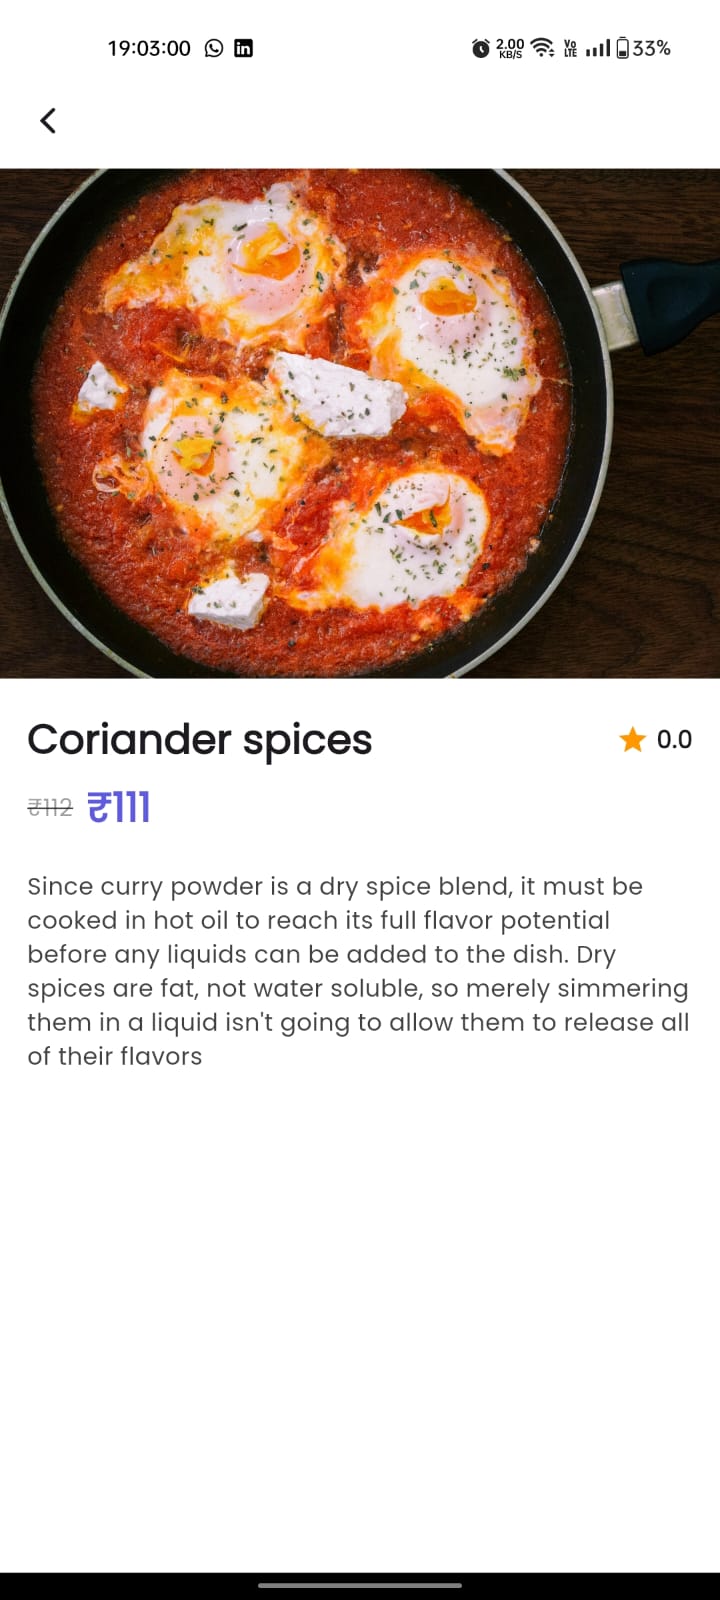 19:03:00 2.00 KB/S Vo LTE 33%
Coriander spices 0.0
₹112 ₹111
Since curry powder is a dry spice blend, it must be
cooked in hot oil to reach its full flavor potential
before any liquids can be added to the dish. Dry
spices are fat, not water soluble, so merely simmering
them in a liquid isn't going to allow them to release all
of their flavors